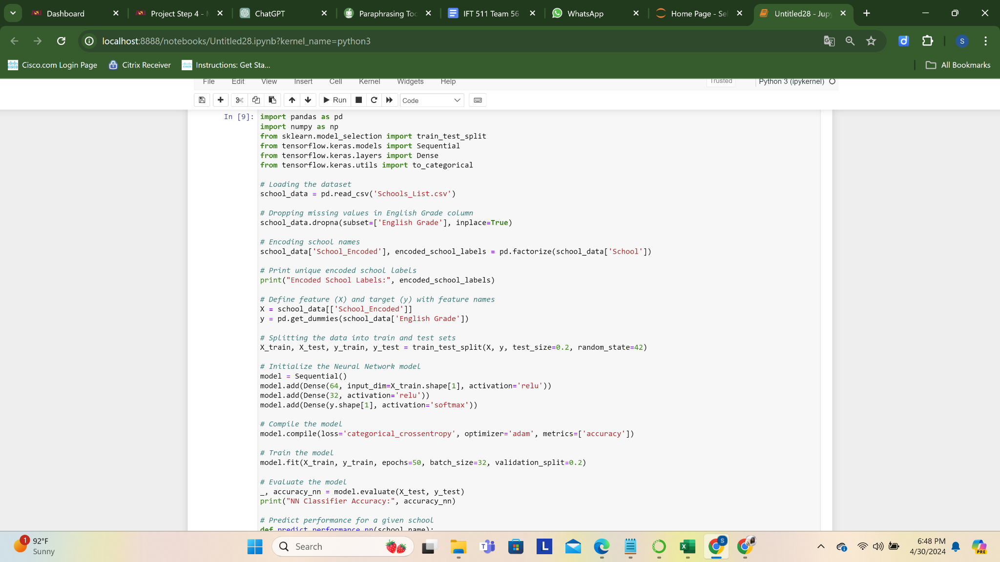 Dashboard
Project Step 4 -
ChatGPT
Paraphrasing Too
IFT 511 Team 56
WhatsApp
Home Page - Sel
Untitled28 - Jupy
localhost:8888/notebooks/Untitled28.ipynb?kernel_name=python3
d
S
Cisco.com Login Page
Citrix Receiver
Instructions: Get Sta...
All Bookmarks
File Edit View Insert Cell Kernel Widgets Help
Trusted
Python 3 (ipykernel)
Run
Code
In [9]:
import pandas as pd
import numpy as np
from sklearn.model_selection import train_test_split
from tensorflow.keras.models import Sequential
from tensorflow.keras.layers import Dense
from tensorflow.keras.utils import to_categorical
# Loading the dataset
school_data = pd.read_csv('Schools_List.csv')
# Dropping missing values in English Grade column
school_data.dropna(subset=['English Grade'], inplace=True)
# Encoding school names
school_data['School_Encoded'], encoded_school_labels = pd.factorize(school_data['School'])
# Print unique encoded school labels
print("Encoded School Labels:", encoded_school_labels)
# Define feature (X) and target (y) with feature names
X = school_data[['School_Encoded']]
y = pd.get_dummies(school_data['English Grade'])
# Splitting the data into train and test sets
X_train, X_test, y_train, y_test = train_test_split(X, y, test_size=0.2, random_state=42)
# Initialize the Neural Network model
model = Sequential()
model.add(Dense(64, input_dim=X_train.shape[1], activation='relu'))
model.add(Dense(32, activation='relu'))
model.add(Dense(y.shape[1], activation='softmax'))
# Compile the model
model.compile(loss='categorical_crossentropy', optimizer='adam', metrics=['accuracy'])
# Train the model
model.fit(X_train, y_train, epochs=50, batch_size=32, validation_split=0.2)
# Evaluate the model
_, accuracy_nn = model.evaluate(X_test, y_test)
print("NN Classifier Accuracy:", accuracy_nn)
# Predict performance for a given school
def predict_performance_nn(school_name):
1
92°F
Sunny
Search
L
S
6:48 PM
4/30/2024
PRE